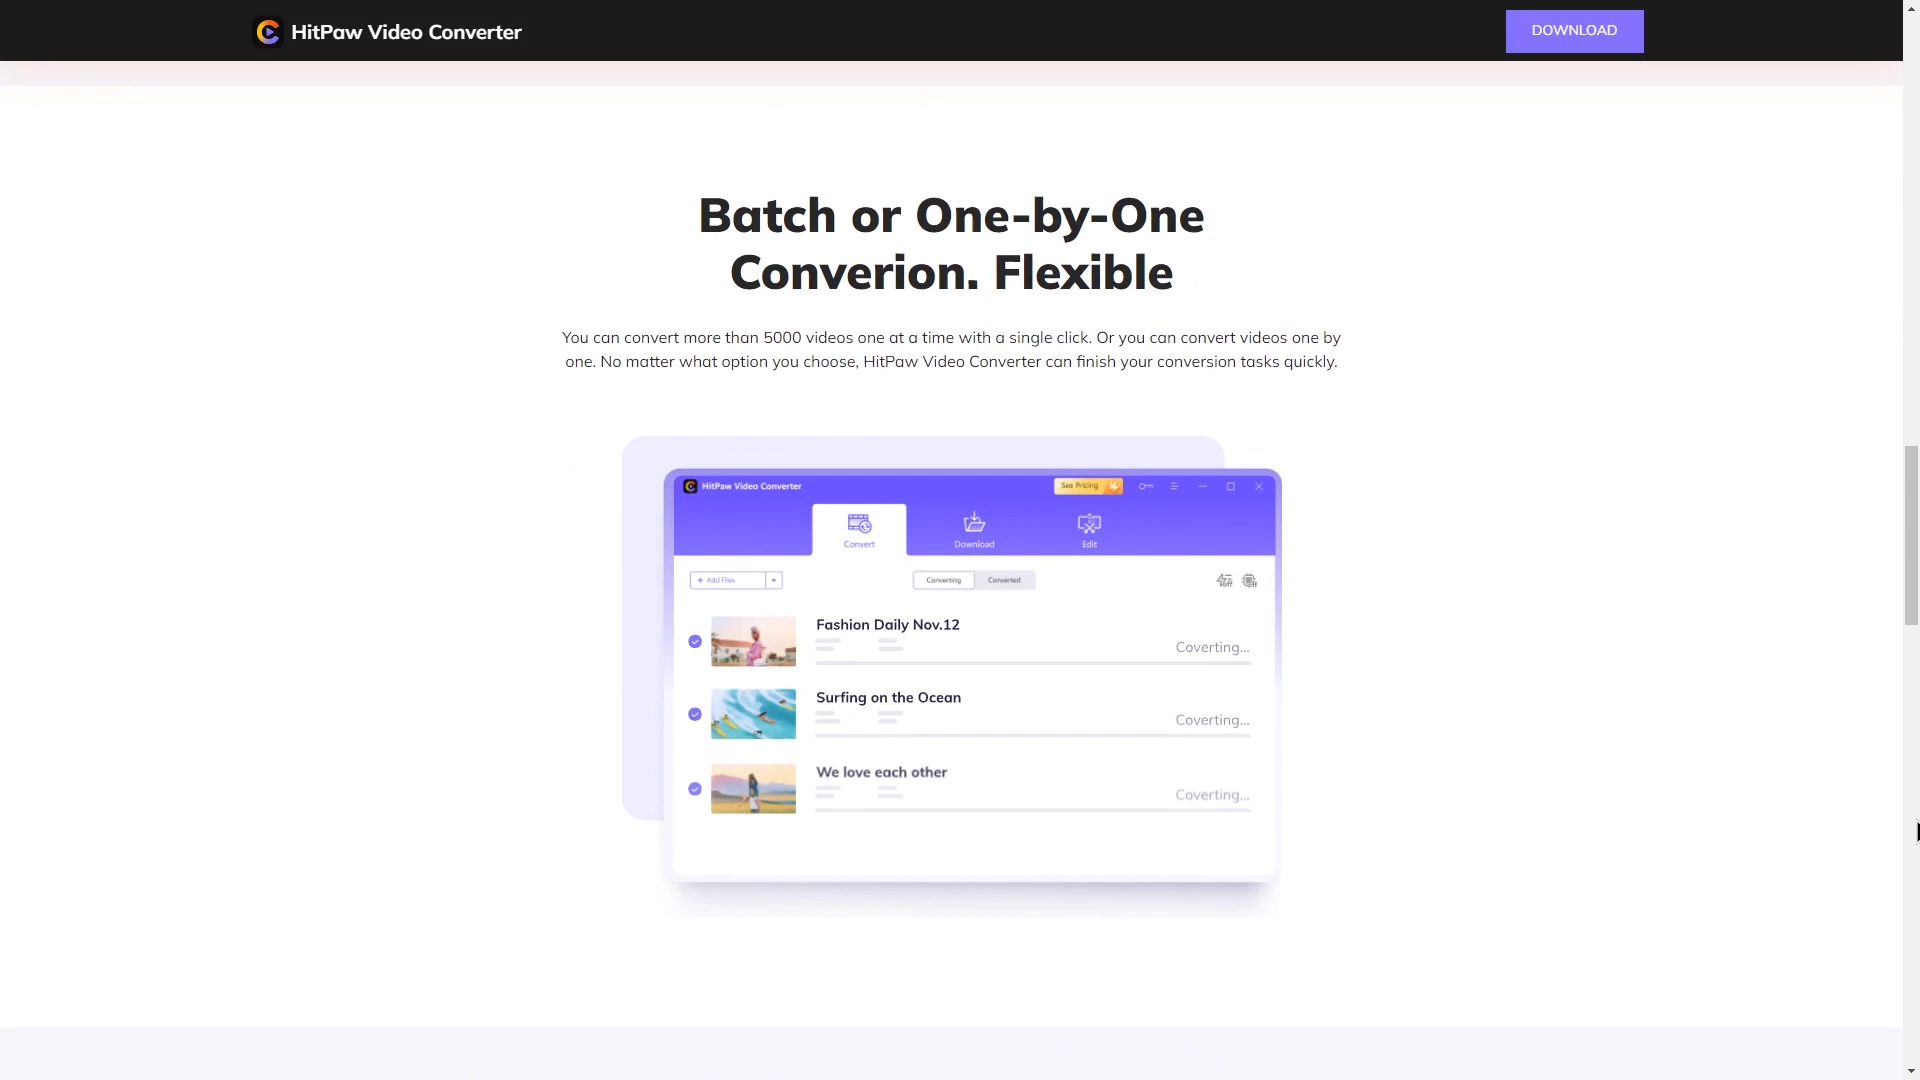 HitPaw Video Converter
DOWNLOAD
Batch or One-by-One
Converion. Flexible
You can convert more than 5000 videos one at a time with a single click. Or you can convert videos one by
one. No matter what option you choose, HitPaw Video Converter can finish your conversion tasks quickly.
HitPaw Video Converter
See Pricing
Convert
Download
Edit
+ Add Files
Converting
Converted
off
off
Fashion Daily Nov.12
Coverting...
Surfing on the Ocean
Coverting...
We love each other
Coverting...